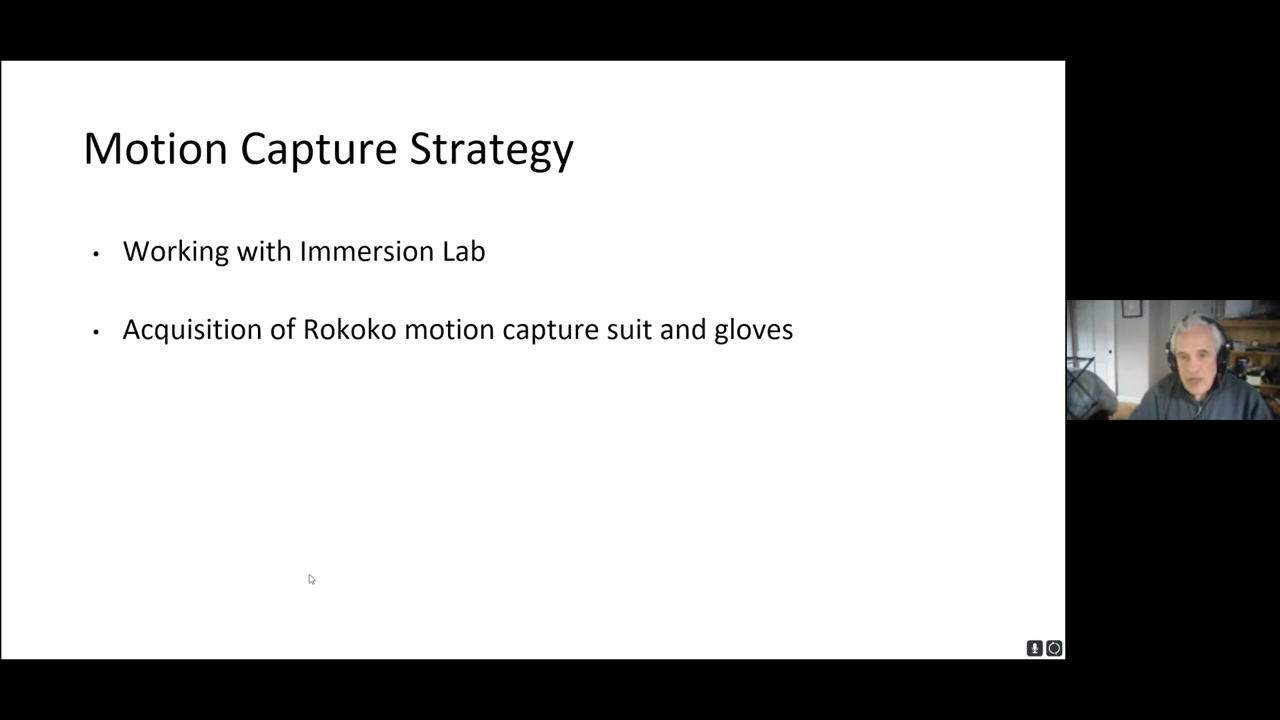 Motion Capture Strategy
• Working with Immersion Lab
• Acquisition of Rokoko motion capture suit and gloves